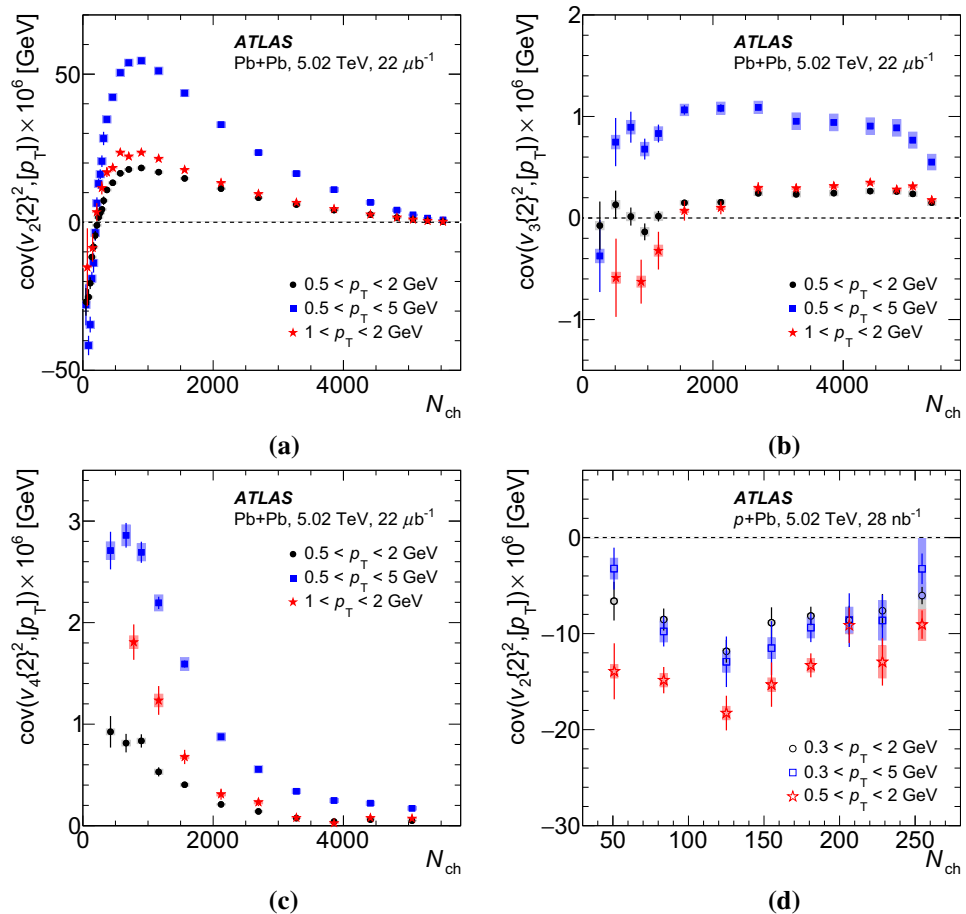 cov(v₂{2}²,[p_T])×10⁶ [GeV]
50
0
−50
ATLAS
Pb+Pb, 5.02 TeV, 22 μb⁻¹
0.5 < p_T < 2 GeV
0.5 < p_T < 5 GeV
1 < p_T < 2 GeV
0 2000 4000
N_ch
(a)
cov(v₃{2}²,[p_T])×10⁶ [GeV]
2
1
0
−1
ATLAS
Pb+Pb, 5.02 TeV, 22 μb⁻¹
0.5 < p_T < 2 GeV
0.5 < p_T < 5 GeV
1 < p_T < 2 GeV
0 2000 4000
N_ch
(b)
cov(v₄{2}²,[p_T])×10⁶ [GeV]
3
2
1
0
ATLAS
Pb+Pb, 5.02 TeV, 22 μb⁻¹
0.5 < p_T < 2 GeV
0.5 < p_T < 5 GeV
1 < p_T < 2 GeV
0 2000 4000
N_ch
(c)
cov(v₂{2}²,[p_T])×10⁶ [GeV]
0
−10
−20
−30
ATLAS
p+Pb, 5.02 TeV, 28 nb⁻¹
0.3 < p_T < 2 GeV
0.3 < p_T < 5 GeV
0.5 < p_T < 2 GeV
50 100 150 200 250
N_ch
(d)